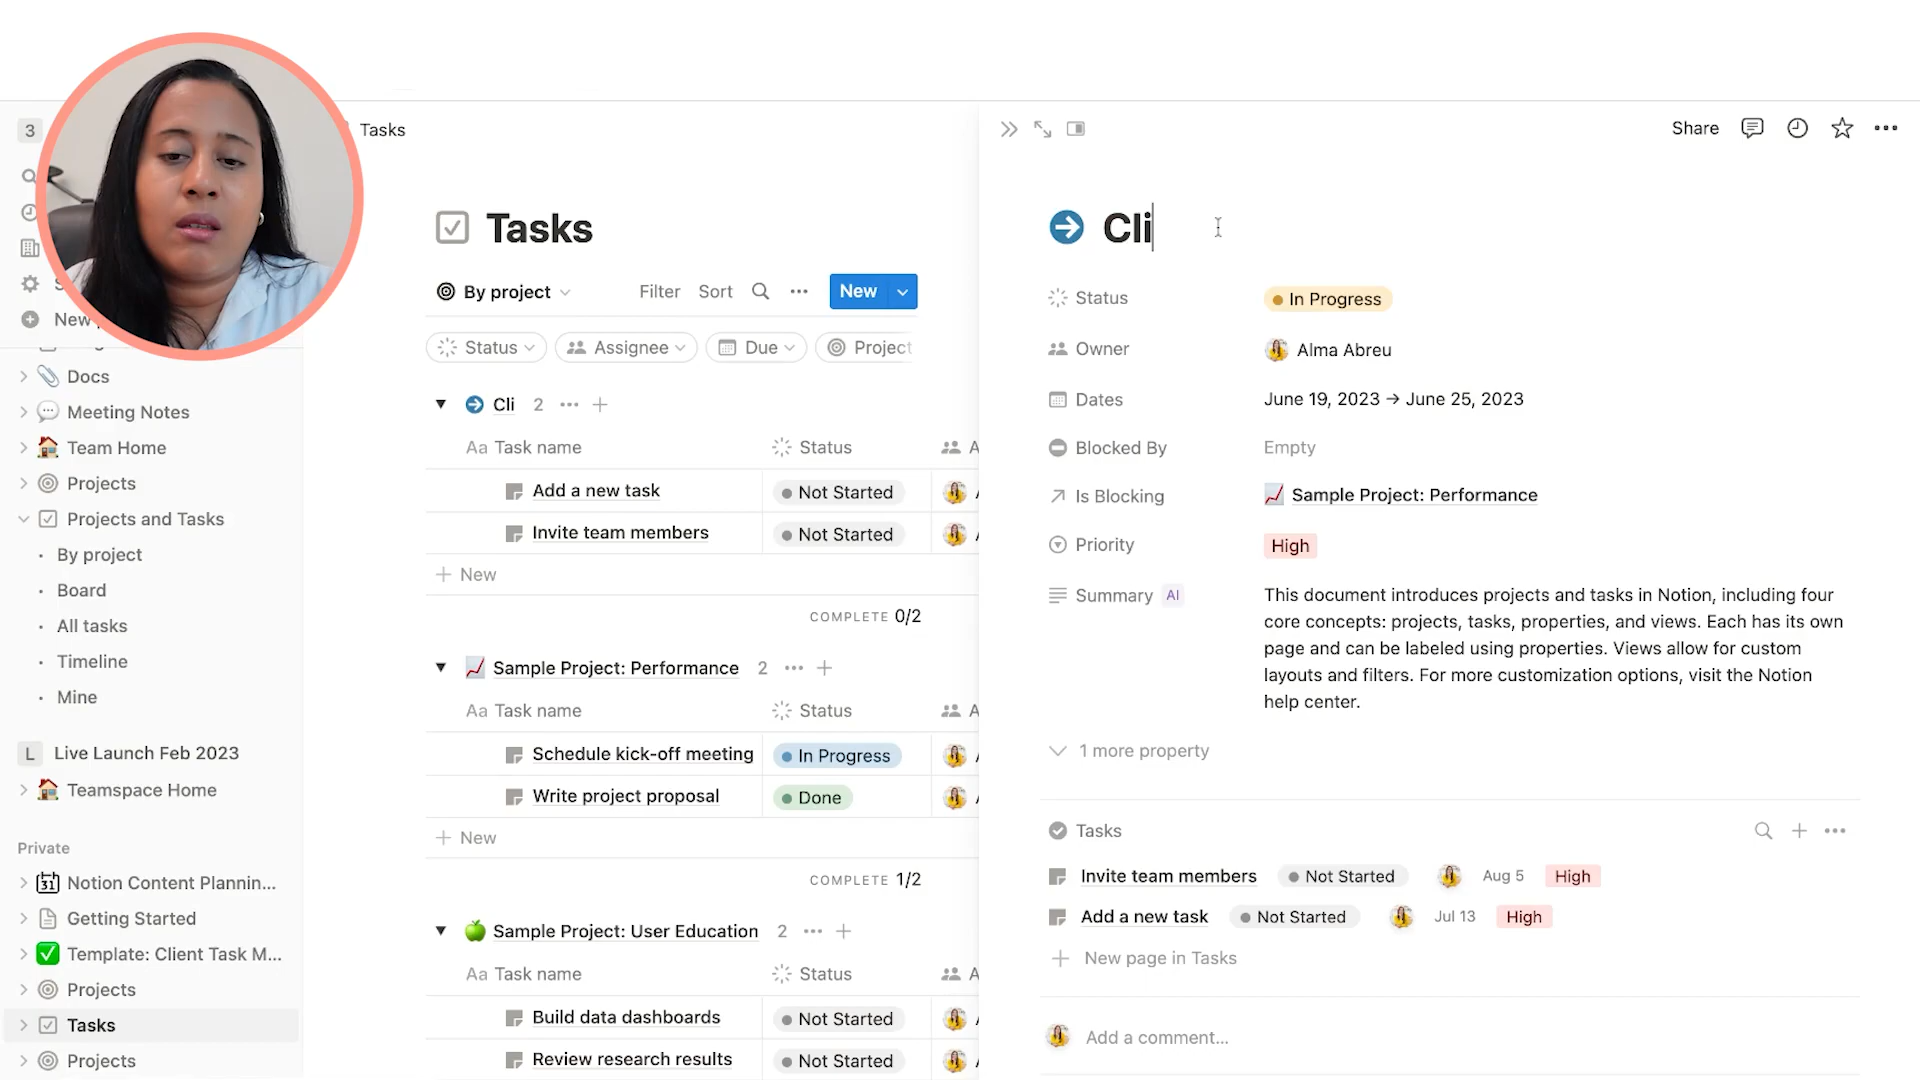 3
Tasks
Share
Tasks
Cli
By project
Filter
Sort
New
Status
Assignee
Due
Project
Status
In Progress
Owner
Alma Abreu
Dates
June 19, 2023 → June 25, 2023
Blocked By
Empty
Is Blocking
Sample Project: Performance
Priority
High
Summary
AI
This document introduces projects and tasks in Notion, including four
core concepts: projects, tasks, properties, and views. Each has its own
page and can be labeled using properties. Views allow for custom
layouts and filters. For more customization options, visit the Notion
help center.
1 more property
Tasks
Invite team members
Not Started
Aug 5
High
Add a new task
Not Started
Jul 13
High
New page in Tasks
Add a comment...
Cli 2
Aa Task name
Status
A
Add a new task
Not Started
Invite team members
Not Started
New
COMPLETE 0/2
Sample Project: Performance 2
Aa Task name
Status
A
Schedule kick-off meeting
In Progress
Write project proposal
Done
New
COMPLETE 1/2
Sample Project: User Education 2
Aa Task name
Status
A
Build data dashboards
Not Started
Review research results
Not Started
New
Docs
Meeting Notes
Team Home
Projects
Projects and Tasks
By project
Board
All tasks
Timeline
Mine
L Live Launch Feb 2023
Teamspace Home
Private
31
Notion Content Plannin...
Getting Started
Template: Client Task M...
Projects
Tasks
Projects